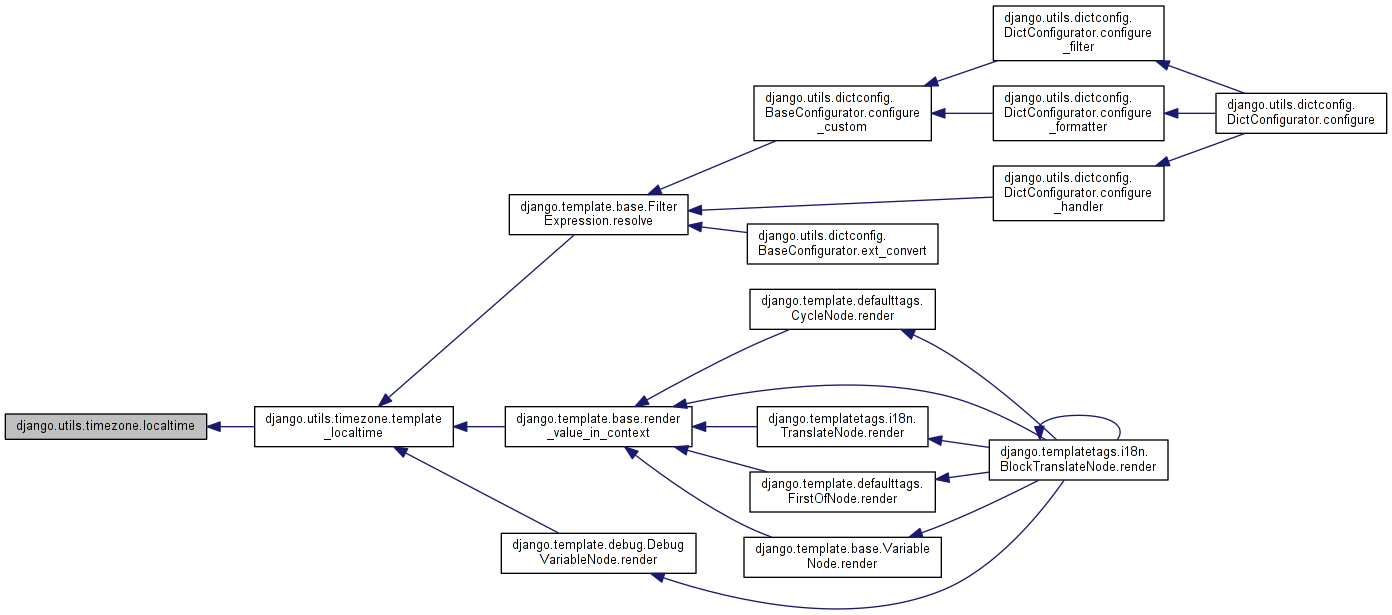 django.utils.dictconfig.
DictConfigurator.configure
_filter
django.utils.dictconfig.
BaseConfigurator.configure
_custom
django.utils.dictconfig.
DictConfigurator.configure
_formatter
django.utils.dictconfig.
DictConfigurator.configure
django.utils.dictconfig.
DictConfigurator.configure
_handler
django.template.base.Filter
Expression.resolve
django.utils.dictconfig.
BaseConfigurator.ext_convert
django.template.defaulttags.
CycleNode.render
django.utils.timezone.localtime
django.utils.timezone.template
_localtime
django.template.base.render
_value_in_context
django.templatetags.i18n.
TranslateNode.render
django.templatetags.i18n.
BlockTranslateNode.render
django.template.defaulttags.
FirstOfNode.render
django.template.debug.Debug
VariableNode.render
django.template.base.Variable
Node.render